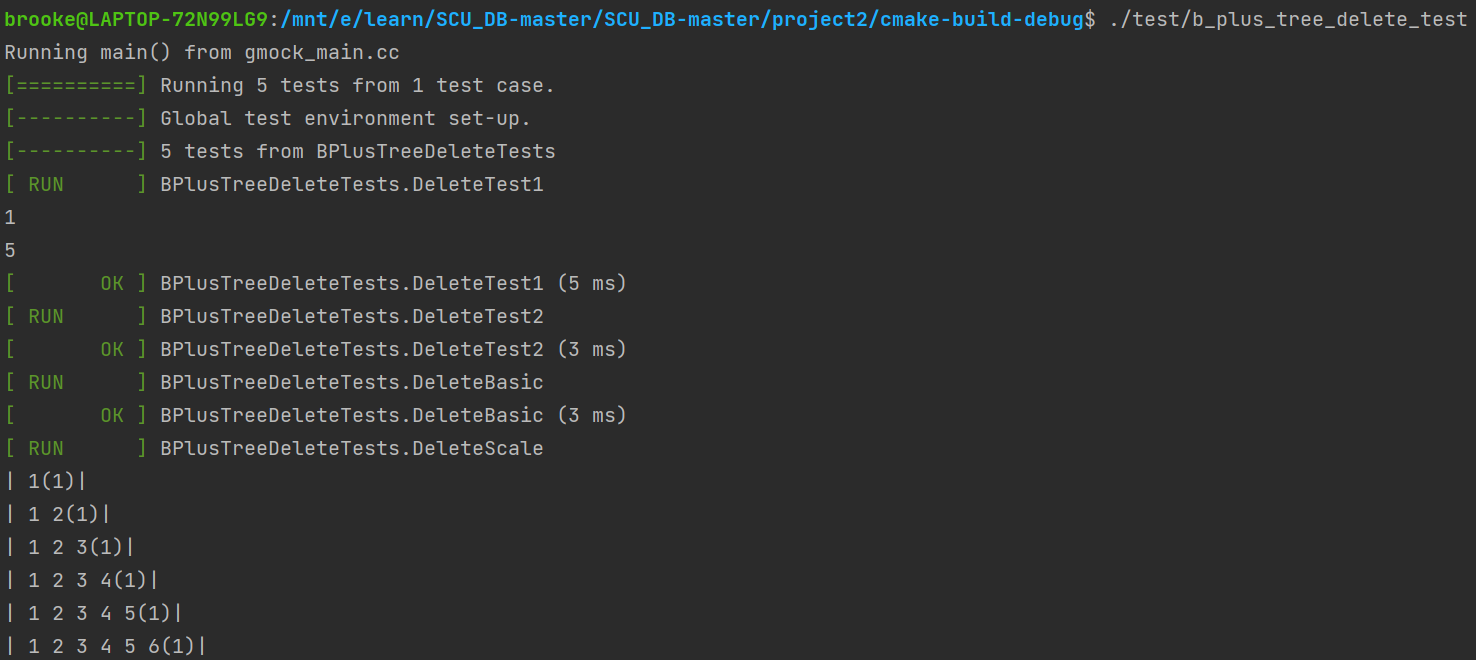 brooke@LAPTOP-72N99LG9:/mnt/e/learn/SCU_DB-master/SCU_DB-master/project2/cmake-build-debug$ ./test/b_plus_tree_delete_test
Running main() from gmock_main.cc
[==========] Running 5 tests from 1 test case.
[----------] Global test environment set-up.
[----------] 5 tests from BPlusTreeDeleteTests
[ RUN      ] BPlusTreeDeleteTests.DeleteTest1
1
5
[       OK ] BPlusTreeDeleteTests.DeleteTest1 (5 ms)
[ RUN      ] BPlusTreeDeleteTests.DeleteTest2
[       OK ] BPlusTreeDeleteTests.DeleteTest2 (3 ms)
[ RUN      ] BPlusTreeDeleteTests.DeleteBasic
[       OK ] BPlusTreeDeleteTests.DeleteBasic (3 ms)
[ RUN      ] BPlusTreeDeleteTests.DeleteScale
| 1(1)|
| 1 2(1)|
| 1 2 3(1)|
| 1 2 3 4(1)|
| 1 2 3 4 5(1)|
| 1 2 3 4 5 6(1)|